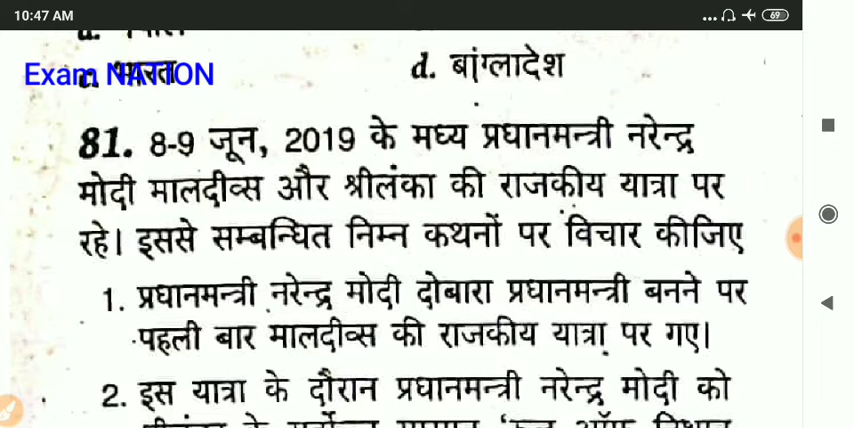 10:47 AM
69
d. बांग्लादेश
Exam NATION
c. भारत
81. 8-9 जून, 2019 के मध्य प्रधानमन्त्री नरेन्द्र
मोदी मालदीव्स और श्रीलंका की राजकीय यात्रा पर
रहे। इससे सम्बन्धित निम्न कथनों पर विचार कीजिए
1. प्रधानमन्त्री नरेन्द्र मोदी दोबारा प्रधानमन्त्री बनने पर
पहली बार मालदीव्स की राजकीय यात्रा पर गए।
2. इस यात्रा के दौरान प्रधानमन्त्री नरेन्द्र मोदी को